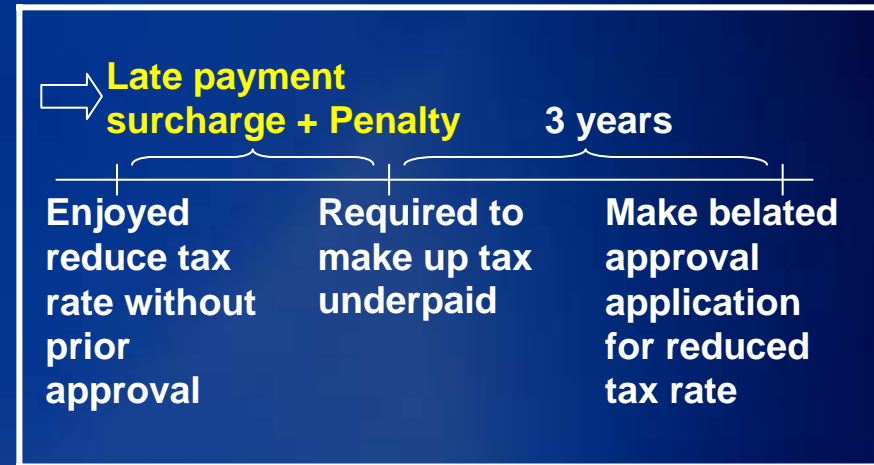 Late payment
surcharge + Penalty
3 years
Enjoyed
reduce tax
rate without
prior
approval
Required to
make up tax
underpaid
Make belated
approval
application
for reduced
tax rate